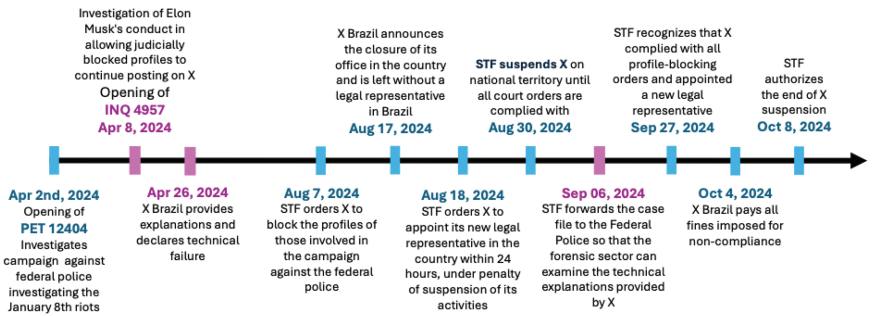 Investigation of Elon
Musk's conduct in
allowing judicially
blocked profiles to
continue posting on X
Opening of
INQ 4957
Apr 8, 2024
X Brazil announces
the closure of its
office in the country
and is left without a
legal representative
in Brazil
Aug 17, 2024
STF suspends X on
national territory until
all court orders are
complied with
Aug 30, 2024
STF recognizes that X
complied with all
profile-blocking
orders and appointed
a new legal
representative
Sep 27, 2024
STF
authorizes
the end of X
suspension
Oct 8, 2024
Apr 2nd, 2024
Opening of
PET 12404
Investigates
campaign against
federal police
investigating the
January 8th riots
Apr 26, 2024
X Brazil provides
explanations and
declares technical
failure
Aug 7, 2024
STF orders X to
block the profiles of
those involved in
the campaign
against the federal
police
Aug 18, 2024
STF orders X to
appoint its new legal
representative in the
country within 24
hours, under penalty
of suspension of its
activities
Sep 06, 2024
STF forwards the case
file to the Federal
Police so that the
forensic sector can
examine the technical
explanations provided
by X
Oct 4, 2024
X Brazil pays all
fines imposed for
non-compliance